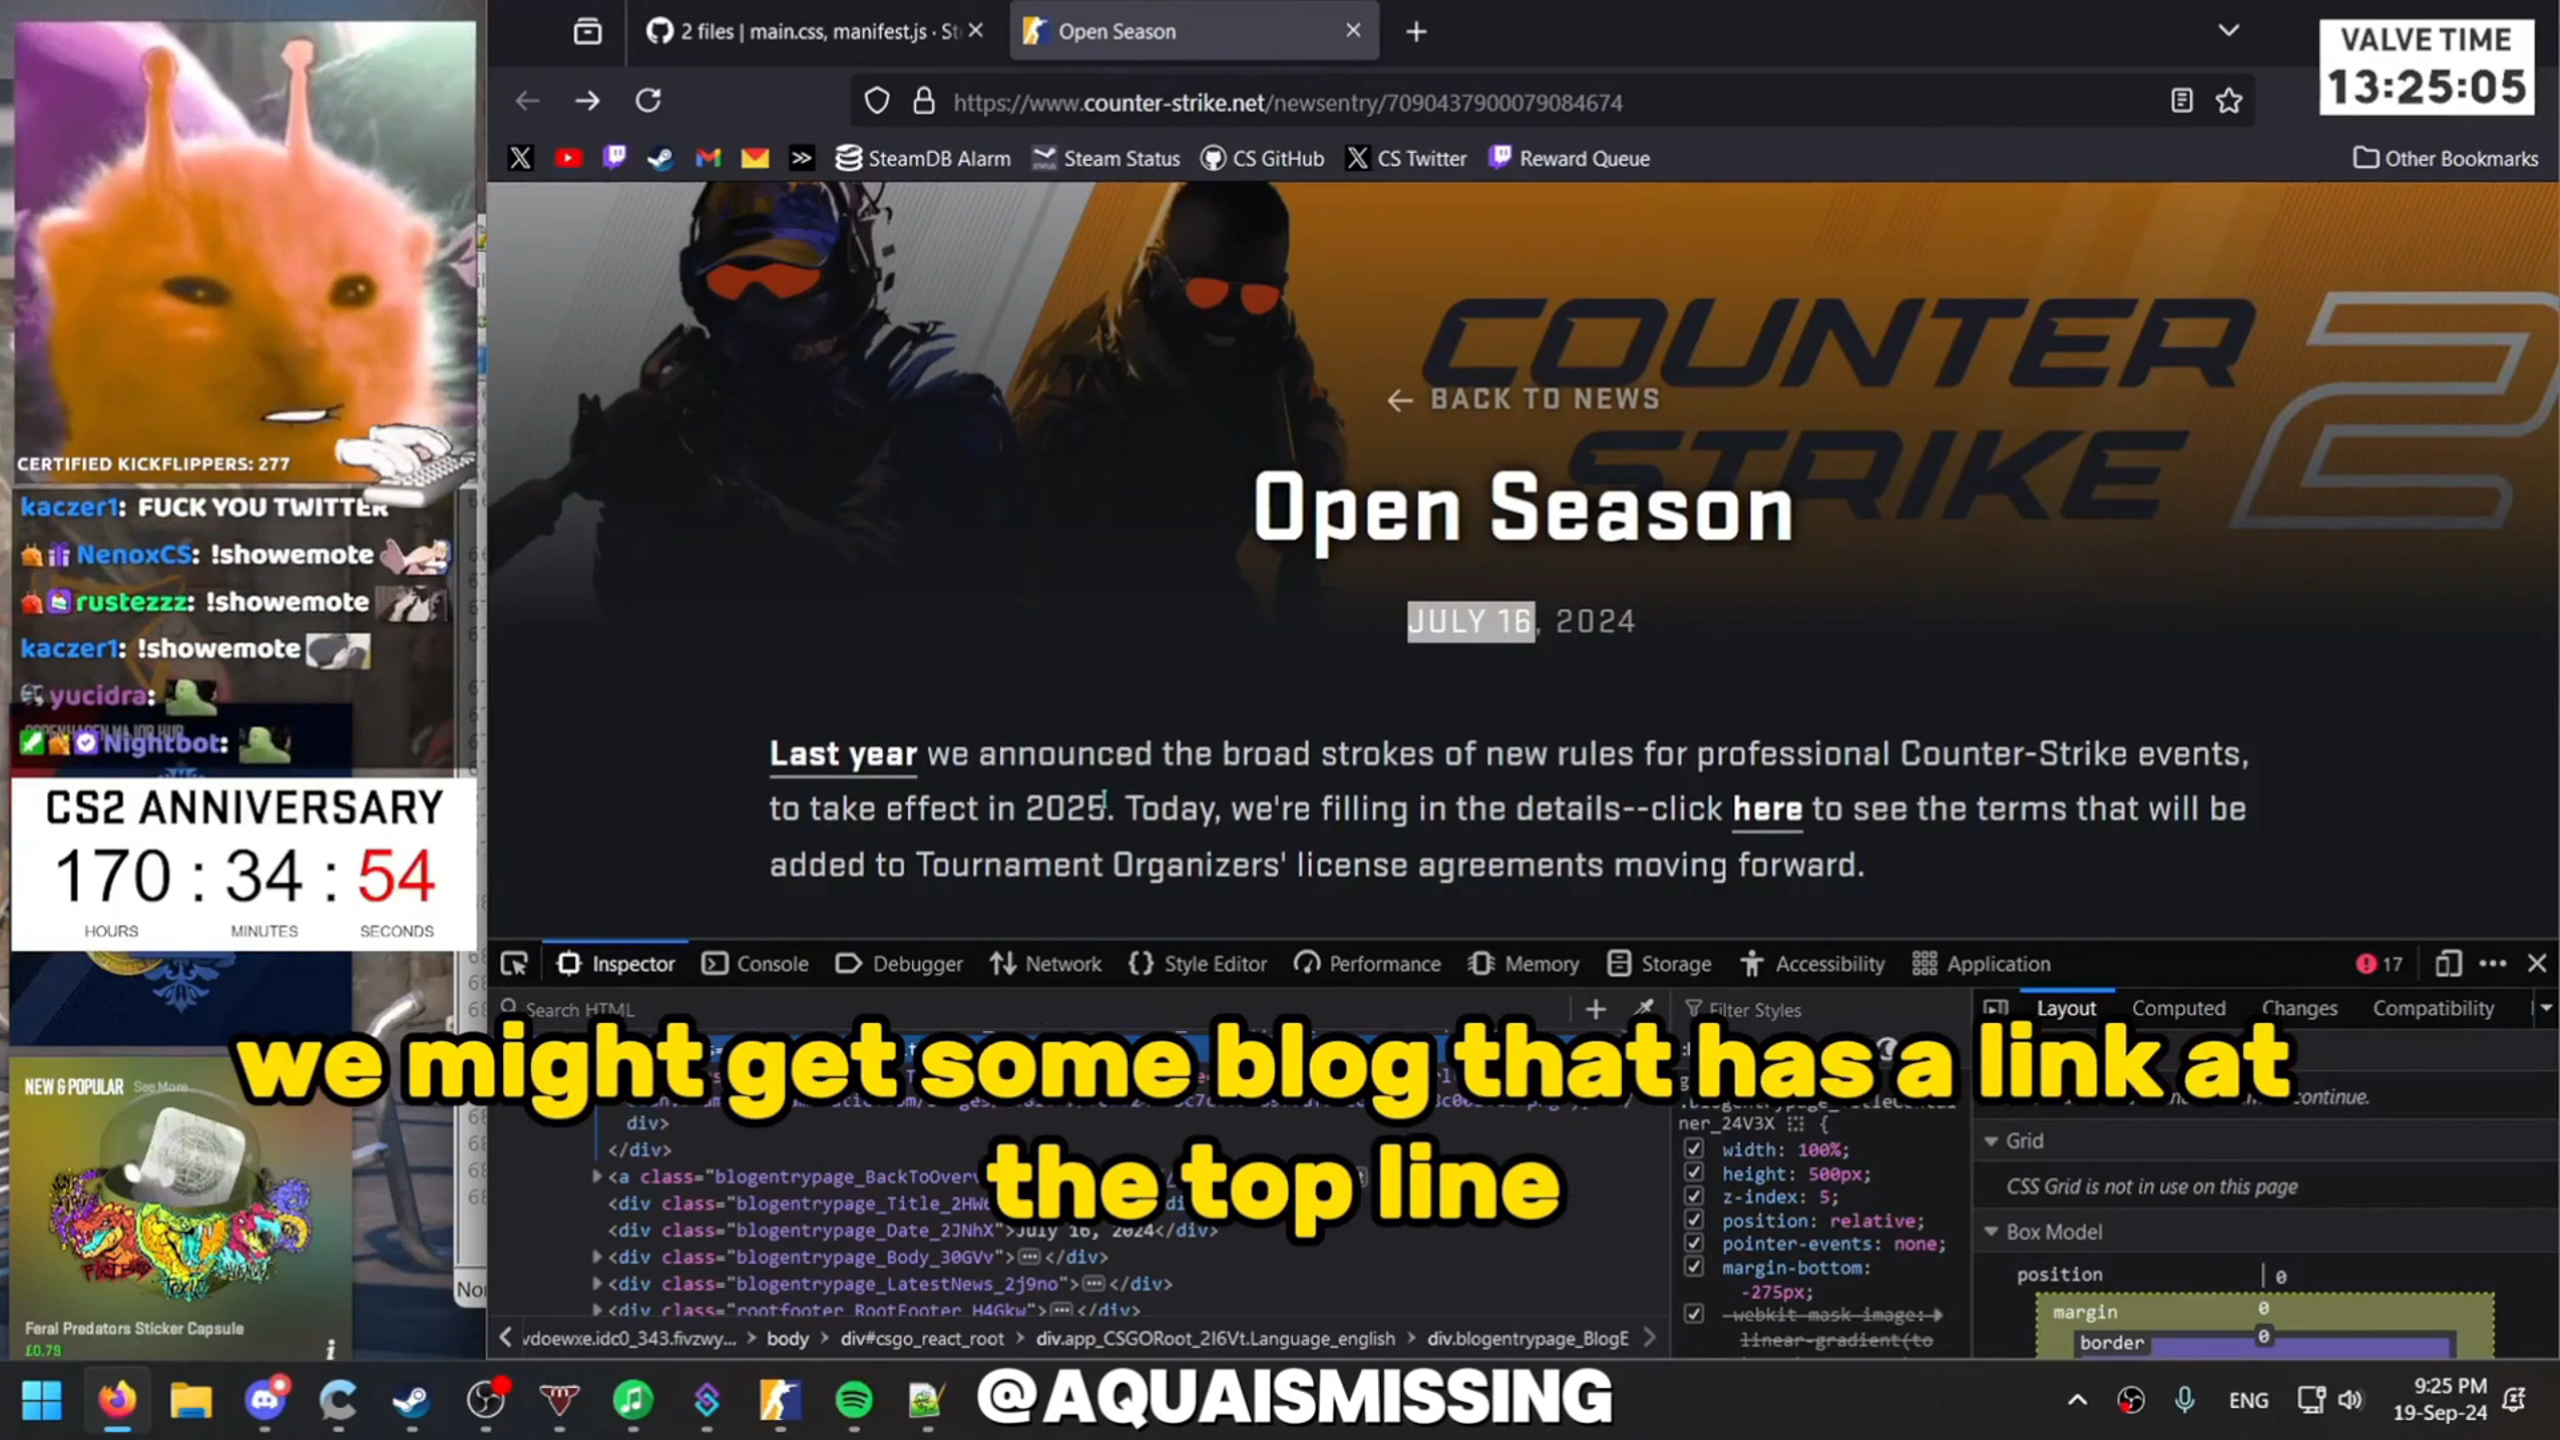 2 files | main.css, manifest.js · St
Open Season
VALVE TIME
13:25:05
https://www.counter-strike.net/newsentry/7090437900079084674
SteamDB Alarm
Steam Status
CS GitHub
CS Twitter
Reward Queue
Other Bookmarks
CERTIFIED KICKFLIPPERS: 277
kaczer1: FUCK YOU TWITTER
NenoxCS: !showemote
rustezzz: !showemote
kaczer1: !showemote
yucidra:
Nightbot:
CS2 ANNIVERSARY
170 : 34 : 54
HOURS MINUTES SECONDS
NEW & POPULAR See More
Feral Predators Sticker Capsule
£0.79
COUNTER
STRIKE 2
← BACK TO NEWS
Open Season
JULY 16, 2024
Last year we announced the broad strokes of new rules for professional Counter-Strike events,
to take effect in 2025. Today, we're filling in the details--click here to see the terms that will be
added to Tournament Organizers' license agreements moving forward.
Inspector Console Debugger Network Style Editor Performance Memory Storage Accessibility Application 17
Search HTML
Filter Styles
Layout Computed Changes Compatibility
we might get some blog that has a link at
the top line
div>
</div>
<a class="blogentrypage_BackToOverv
<div class="blogentrypage_Title_2HW
<div class="blogentrypage_Date_2JNhX">July 16, 2024</div>
<div class="blogentrypage_Body_30GVv"></div>
<div class="blogentrypage_LatestNews_2j9no"></div>
<div class="rootfooter_RootFooter_H4Gkw"></div>
ner_24V3X {
width: 100%;
height: 500px;
z-index: 5;
position: relative;
pointer-events: none;
margin-bottom:
-275px;
-webkit-mask-image:
linear-gradient(to
continue.
Grid
CSS Grid is not in use on this page
Box Model
position 0
margin 0
border 0
vdoewxe.idc0_343.fivzwy... > body > div#csgo_react_root > div.app_CSGORoot_2I6Vt.Language_english > div.blogentrypage_BlogE
@AQUAISMISSING
ENG
9:25 PM
19-Sep-24